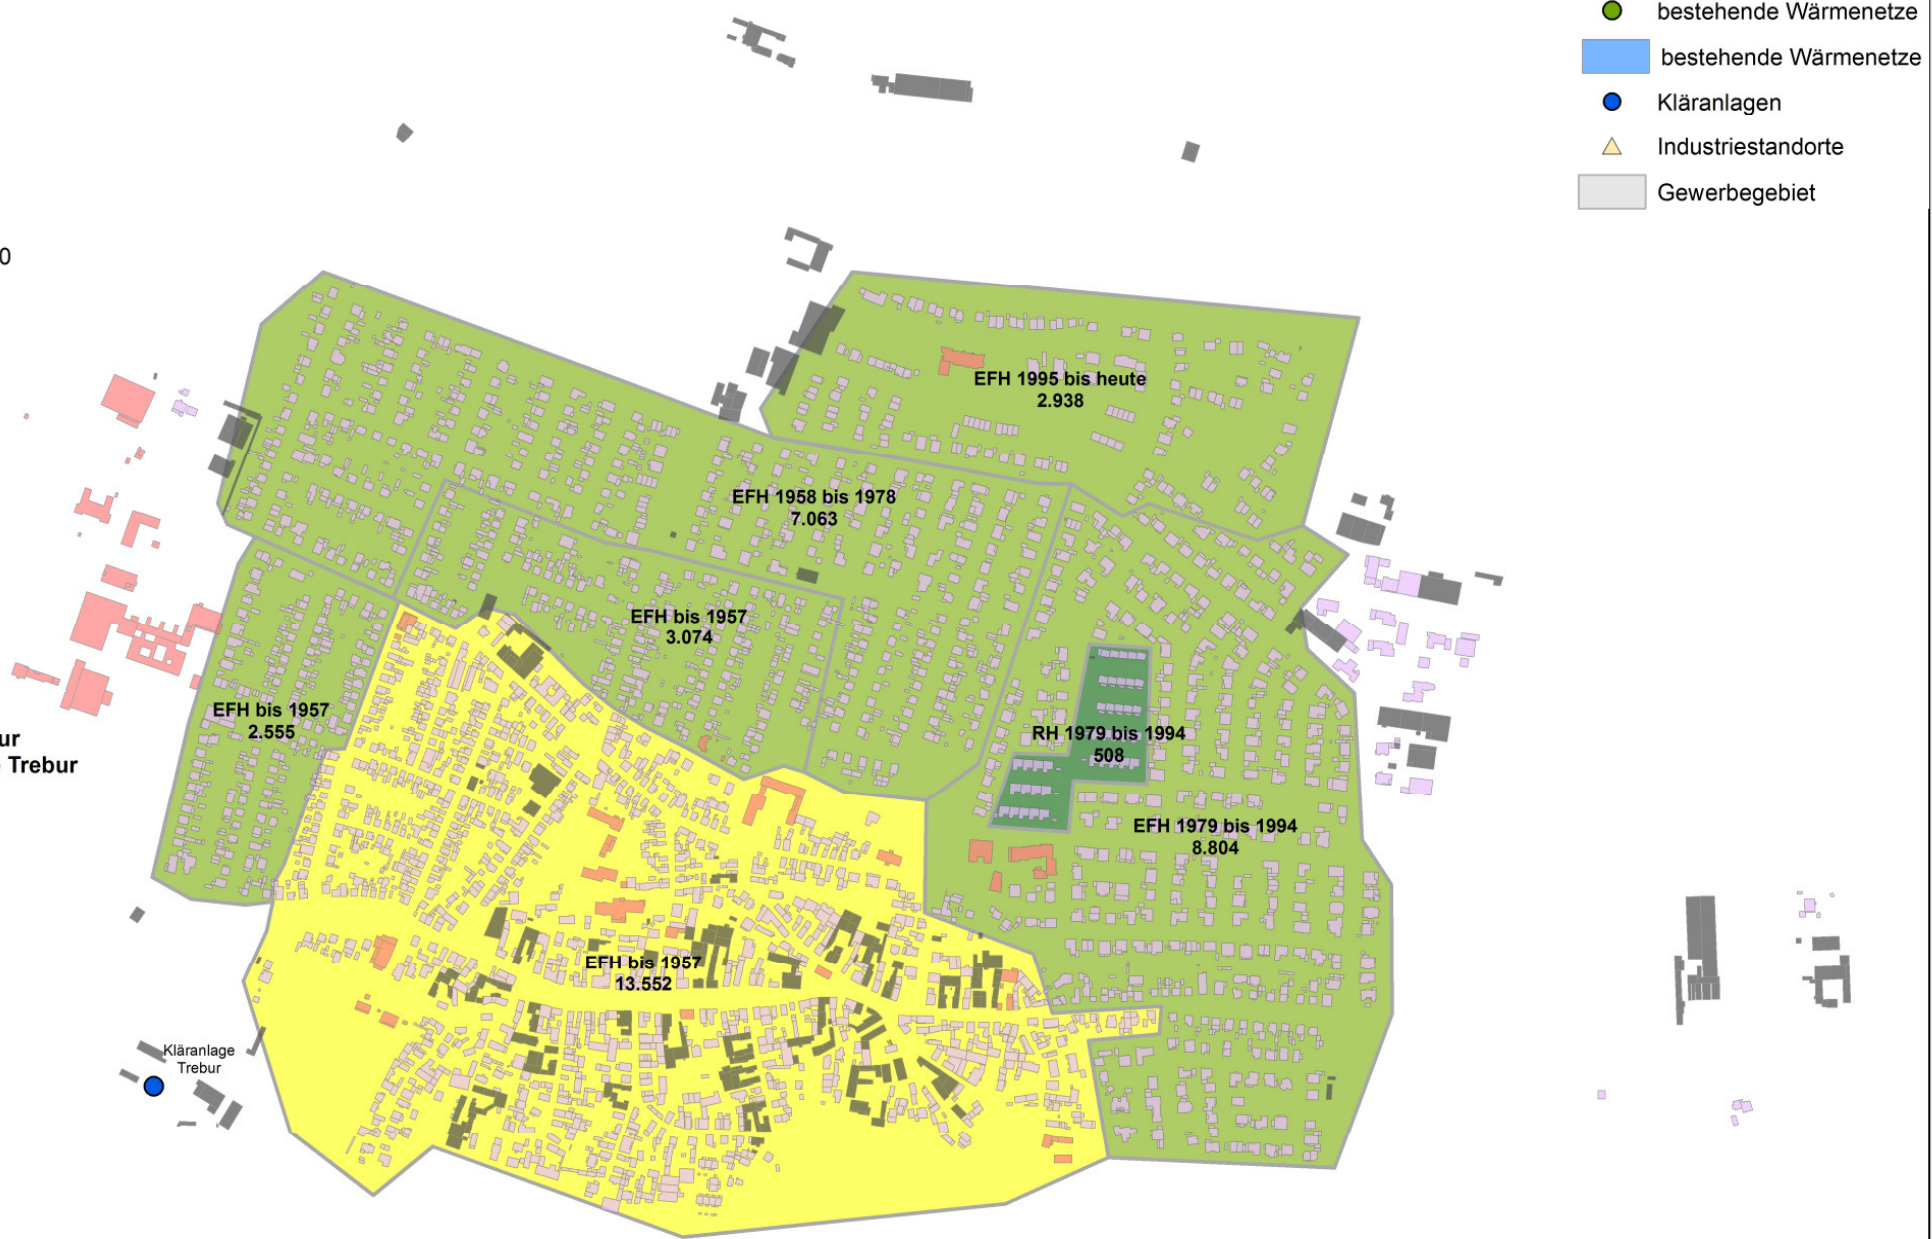 bestehende Wärmenetze
bestehende Wärmenetze
Kläranlagen
Industriestandorte
Gewerbegebiet
0
EFH 1995 bis heute
2.938
EFH 1958 bis 1978
7.063
EFH bis 1957
3.074
EFH bis 1957
2.555
ur
Trebur
RH 1979 bis 1994
508
EFH 1979 bis 1994
8.804
EFH bis 1957
13.552
Kläranlage
Trebur